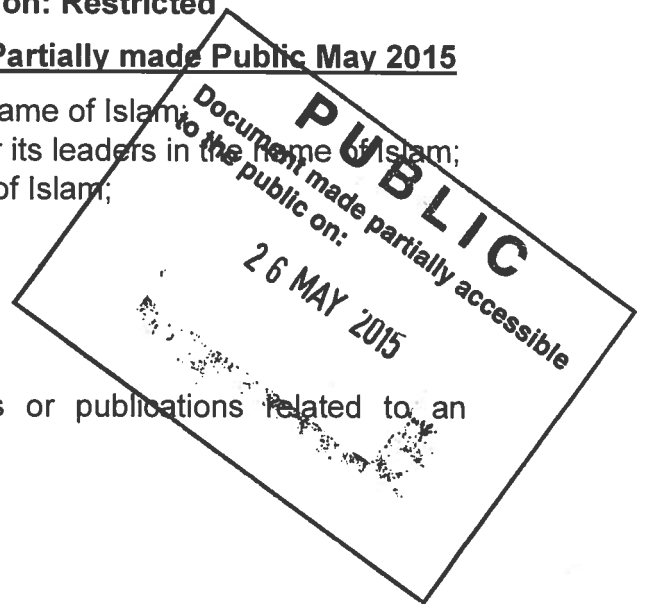 on: Restricted
Partially made Public May 2015
ame of Islam;
r its leaders in the name of Islam;
of Islam;
s or publications related to an
PUBLIC
Document made partially accessible
to the public on:
26 MAY 2015